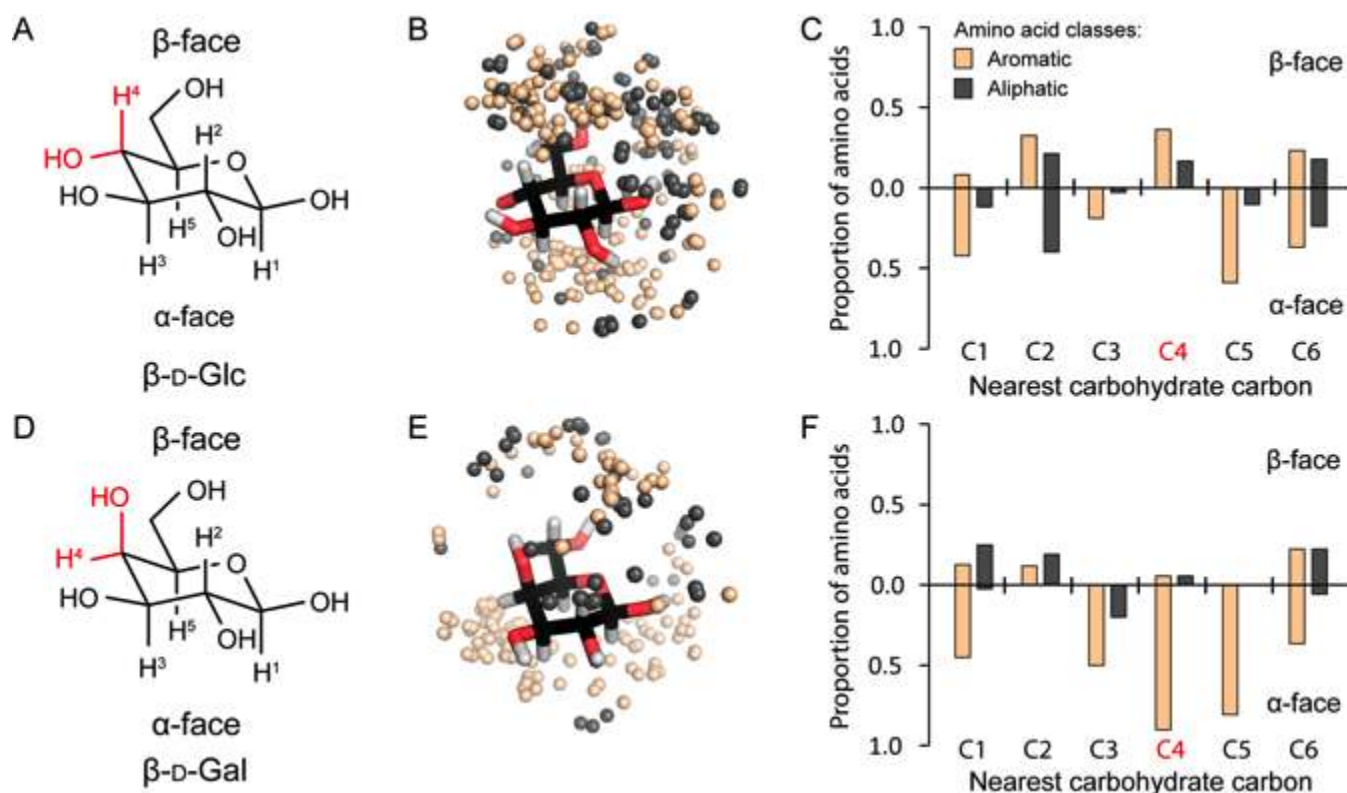 A
β-face
H⁴
OH
HO
H²
O
HO
OH
H⁵
OH
H³
H¹
α-face
β-D-Glc
B
C
Amino acid classes:
Aromatic
Aliphatic
β-face
Proportion of amino acids
1.0
0.5
0.0
0.5
1.0
α-face
C1 C2 C3 C4 C5 C6
Nearest carbohydrate carbon
D
β-face
HO
OH
H²
H⁴
O
HO
OH
H⁵
OH
H³
H¹
α-face
β-D-Gal
E
F
β-face
Proportion of amino acids
1.0
0.5
0.0
0.5
1.0
α-face
C1 C2 C3 C4 C5 C6
Nearest carbohydrate carbon